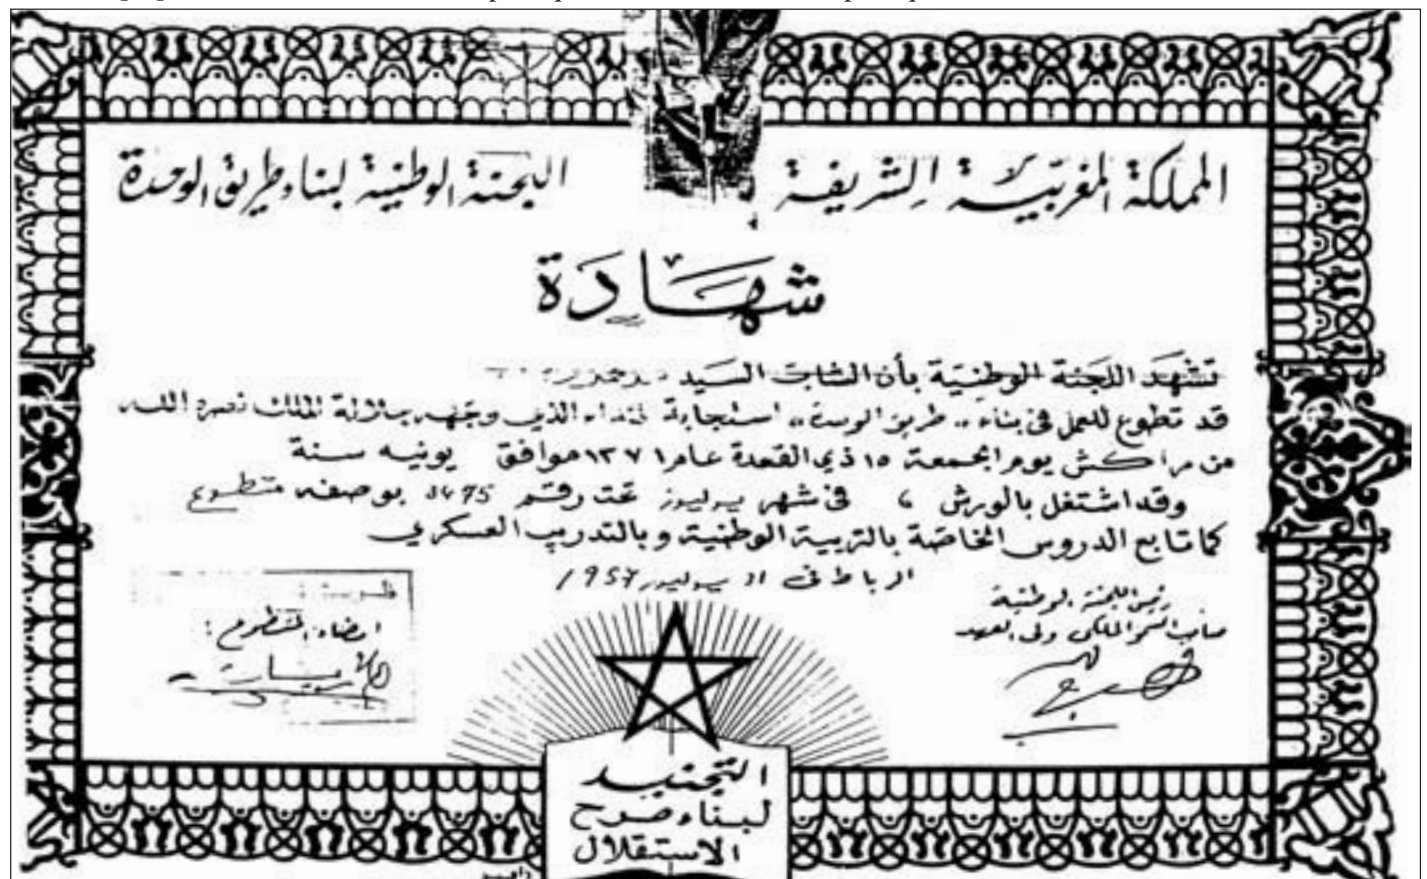 المملكة المغربية الشريفة
اللجنة الوطنية لبناء طريق الوحدة
شهادة
تشهد اللجنة الوطنية بأن الشاب السيد
قد تطوع للعمل في بناء ,, طريق الوحدة ,, استجابة لنداء الذي وجهه جلالة الملك نصره الله
من مراكش يوم الجمعة ١٥ ذي القعدة عام ١٣٧٦ موافق يونيه سنة
وقد اشتغل بالورش في شهر يوليوز تحت رقم 3475 بوصفه متطوع
كما تابع الدروس الخاصة بالتربية الوطنية وبالتدريب العسكري
الرباط في 11 يوليوز 1957
رئيس اللجنة الوطنية
صاحب السمو الملكي ولي العهد
امضاء المتطوع :
التجنيد
لبناء صرح
الاستقلال